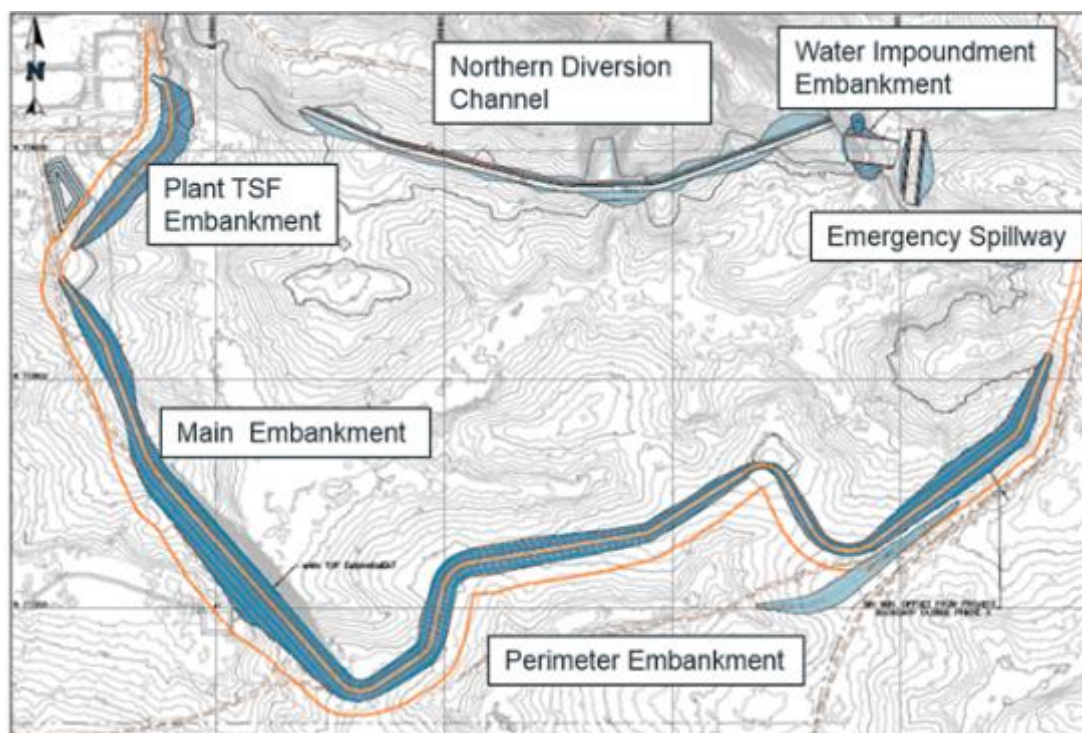 N
Northern Diversion
Channel
Water Impoundment
Embankment
Plant TSF
Embankment
Emergency Spillway
Main Embankment
Perimeter Embankment